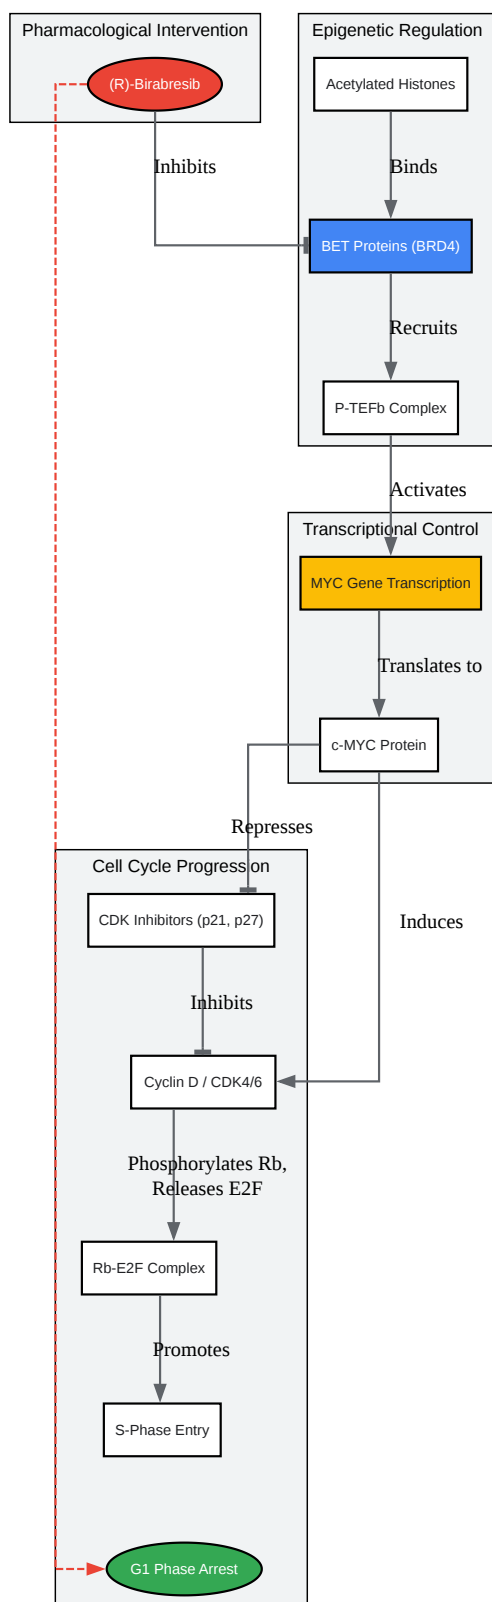 Pharmacological Intervention
Epigenetic Regulation
(R)-Birabresib
Acetylated Histones
Inhibits
Binds
BET Proteins (BRD4)
Recruits
P-TEFb Complex
Activates
Transcriptional Control
MYC Gene Transcription
Translates to
c-MYC Protein
Represses
Cell Cycle Progression
CDK Inhibitors (p21, p27)
Induces
Inhibits
Cyclin D / CDK4/6
Phosphorylates Rb,
Releases E2F
Rb-E2F Complex
Promotes
S-Phase Entry
G1 Phase Arrest